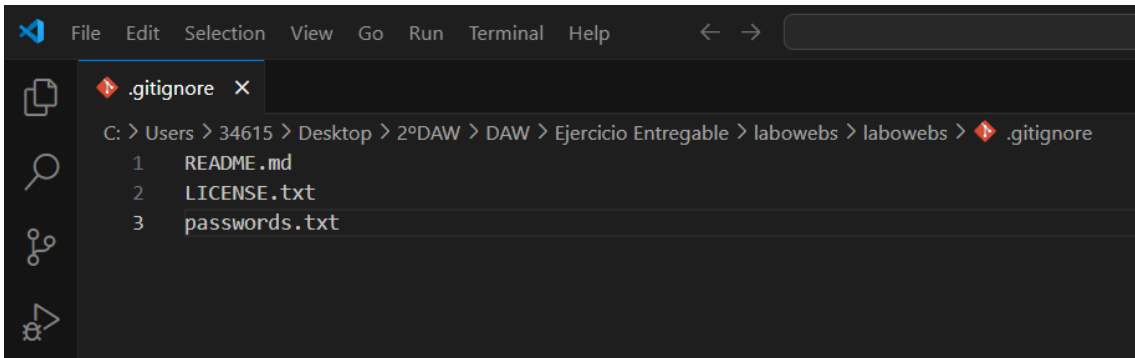 File Edit Selection View Go Run Terminal Help
.gitignore
C: > Users > 34615 > Desktop > 2ºDAW > DAW > Ejercicio Entregable > labowebs > labowebs > .gitignore
1 README.md
2 LICENSE.txt
3 passwords.txt